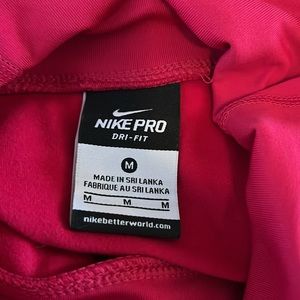 NIKE PRO
DRI-FIT
M
MADE IN SRI LANKA
FABRIQUE AU SRI LANKA
M M M
nikebetterworld.com